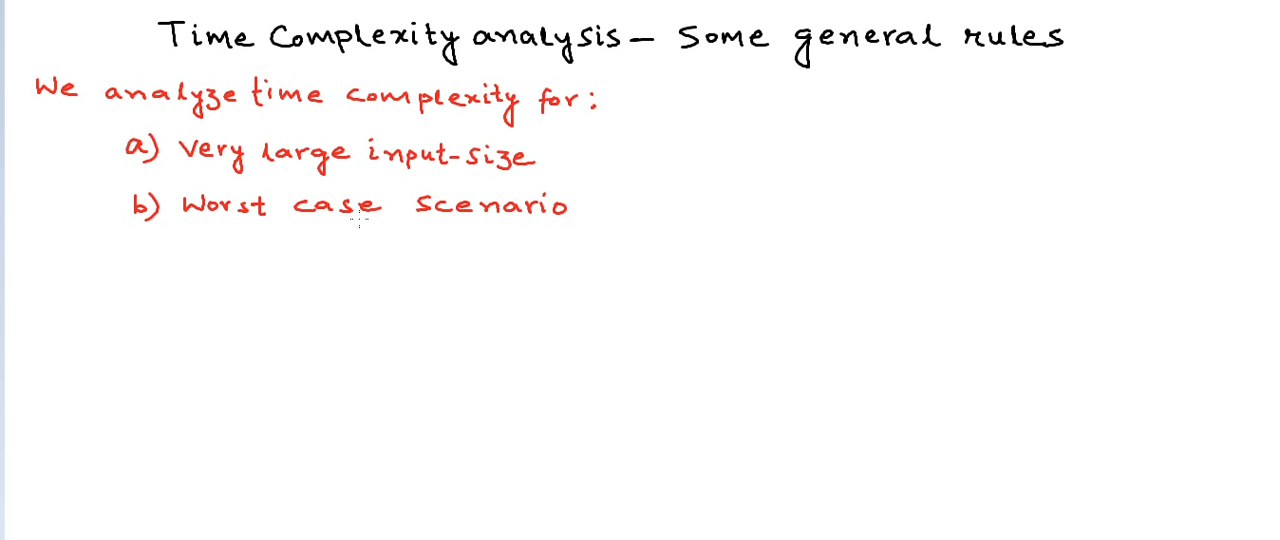 Time Complexity analysis - Some general rules
We analyze time complexity for:
a) Very large input-size
b) Worst case scenario